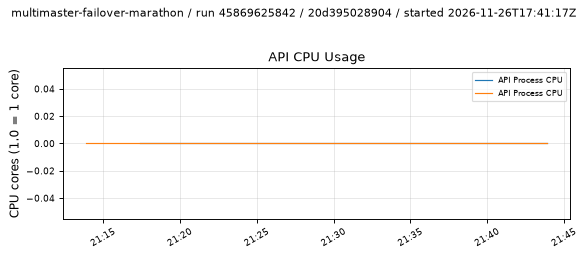 multimaster-failover-marathon / run 45869625842 / 20d395028904 / started 2026-11-26T17:41:17Z
API CPU Usage
CPU cores (1.0 = 1 core)
0.04
0.02
0.00
−0.02
−0.04
API Process CPU
API Process CPU
21:15
21:20
21:25
21:30
21:35
21:40
21:45